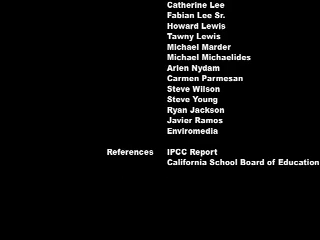 Catherine Lee
Fabian Lee Sr.
Howard Lewis
Tawny Lewis
Michael Marder
Michael Michaelides
Arlen Nydam
Carmen Parmesan
Steve Wilson
Steve Young
Ryan Jackson
Javier Ramos
Enviromedia
References IPCC Report
California School Board of Education